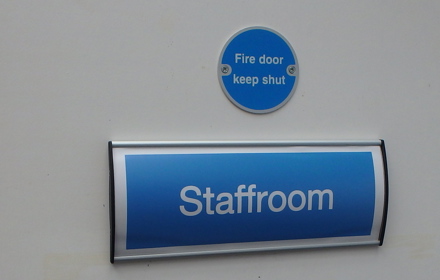 Fire door
keep shut
Staffroom